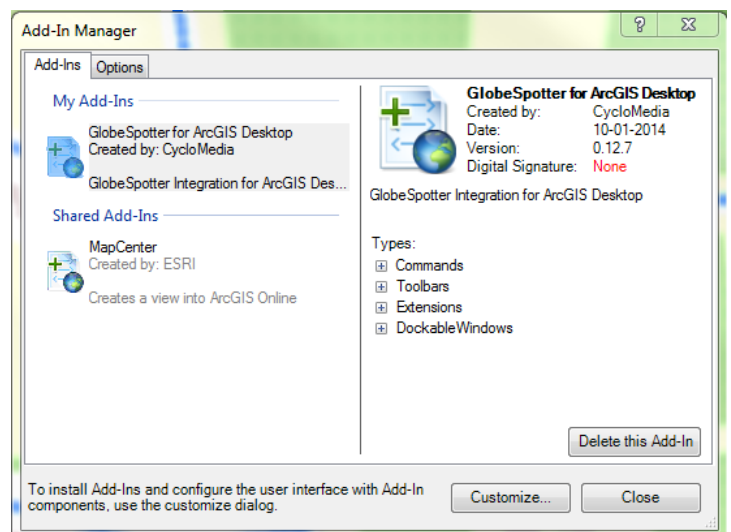 Add-In Manager
Add-Ins
Options
My Add-Ins
GlobeSpotter for ArcGIS Desktop
Created by: CycloMedia
GlobeSpotter Integration for ArcGIS Des...
Shared Add-Ins
MapCenter
Created by: ESRI
Creates a view into ArcGIS Online
GlobeSpotter for ArcGIS Desktop
Created by: CycloMedia
Date: 10-01-2014
Version: 0.12.7
Digital Signature: None
GlobeSpotter Integration for ArcGIS Desktop
Types:
Commands
Toolbars
Extensions
DockableWindows
Delete this Add-In
To install Add-Ins and configure the user interface with Add-In
components, use the customize dialog.
Customize...
Close